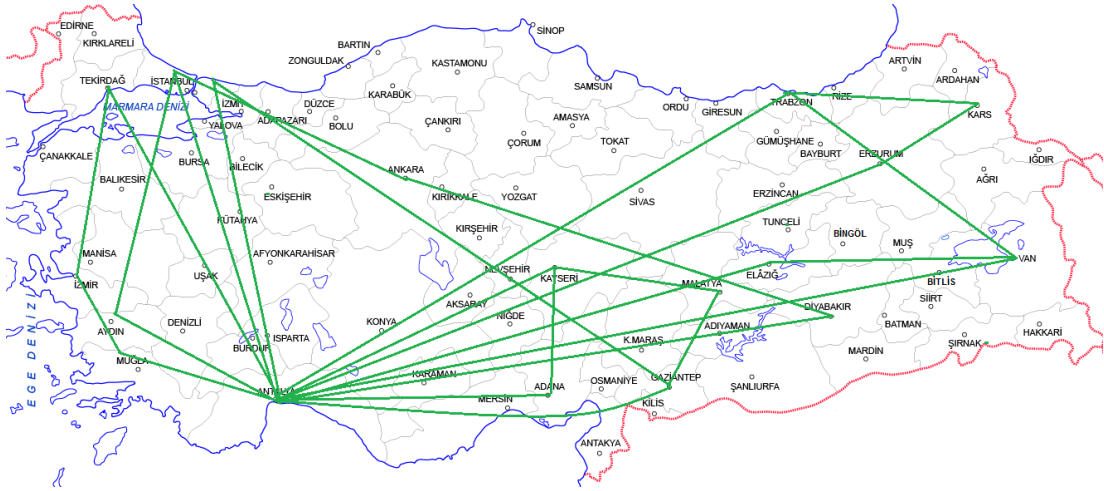 SİNOP
EDİRNE
KIRKLARELİ
BARTIN
ZONGULDAK
KASTAMONU
ARTVİN
ARDAHAN
TEKİRDAĞ
İSTANBUL
KARABÜK
SAMSUN
ORDU
GİRESUN
TRABZON
RİZE
KARS
MARMARA DENİZİ
İZMİT
ADAPAZARI
DÜZCE
BOLU
YALOVA
ÇANKIRI
ÇORUM
AMASYA
TOKAT
GÜMÜŞHANE
BAYBURT
ERZURUM
IĞDIR
ÇANAKKALE
BURSA
BİLECİK
ANKARA
AĞRI
BALIKESİR
ESKİŞEHİR
KIRIKKALE
YOZGAT
SİVAS
ERZİNCAN
KÜTAHYA
TUNCELİ
KIRŞEHİR
BİNGÖL
MUŞ
MANİSA
UŞAK
AFYONKARAHİSAR
NEVŞEHİR
KAYSERİ
MALATYA
ELAZIĞ
VAN
BİTLİS
İZMİR
AKSARAY
NİĞDE
DİYABAKIR
SİİRT
EGE DENİZİ
AYDIN
DENİZLİ
BURDUR
ISPARTA
KONYA
K.MARAŞ
ADIYAMAN
BATMAN
ŞIRNAK
HAKKARİ
MUĞLA
MARDİN
ANTALYA
KARAMAN
MERSİN
ADANA
OSMANİYE
GAZİANTEP
ŞANLIURFA
KİLİS
ANTAKYA